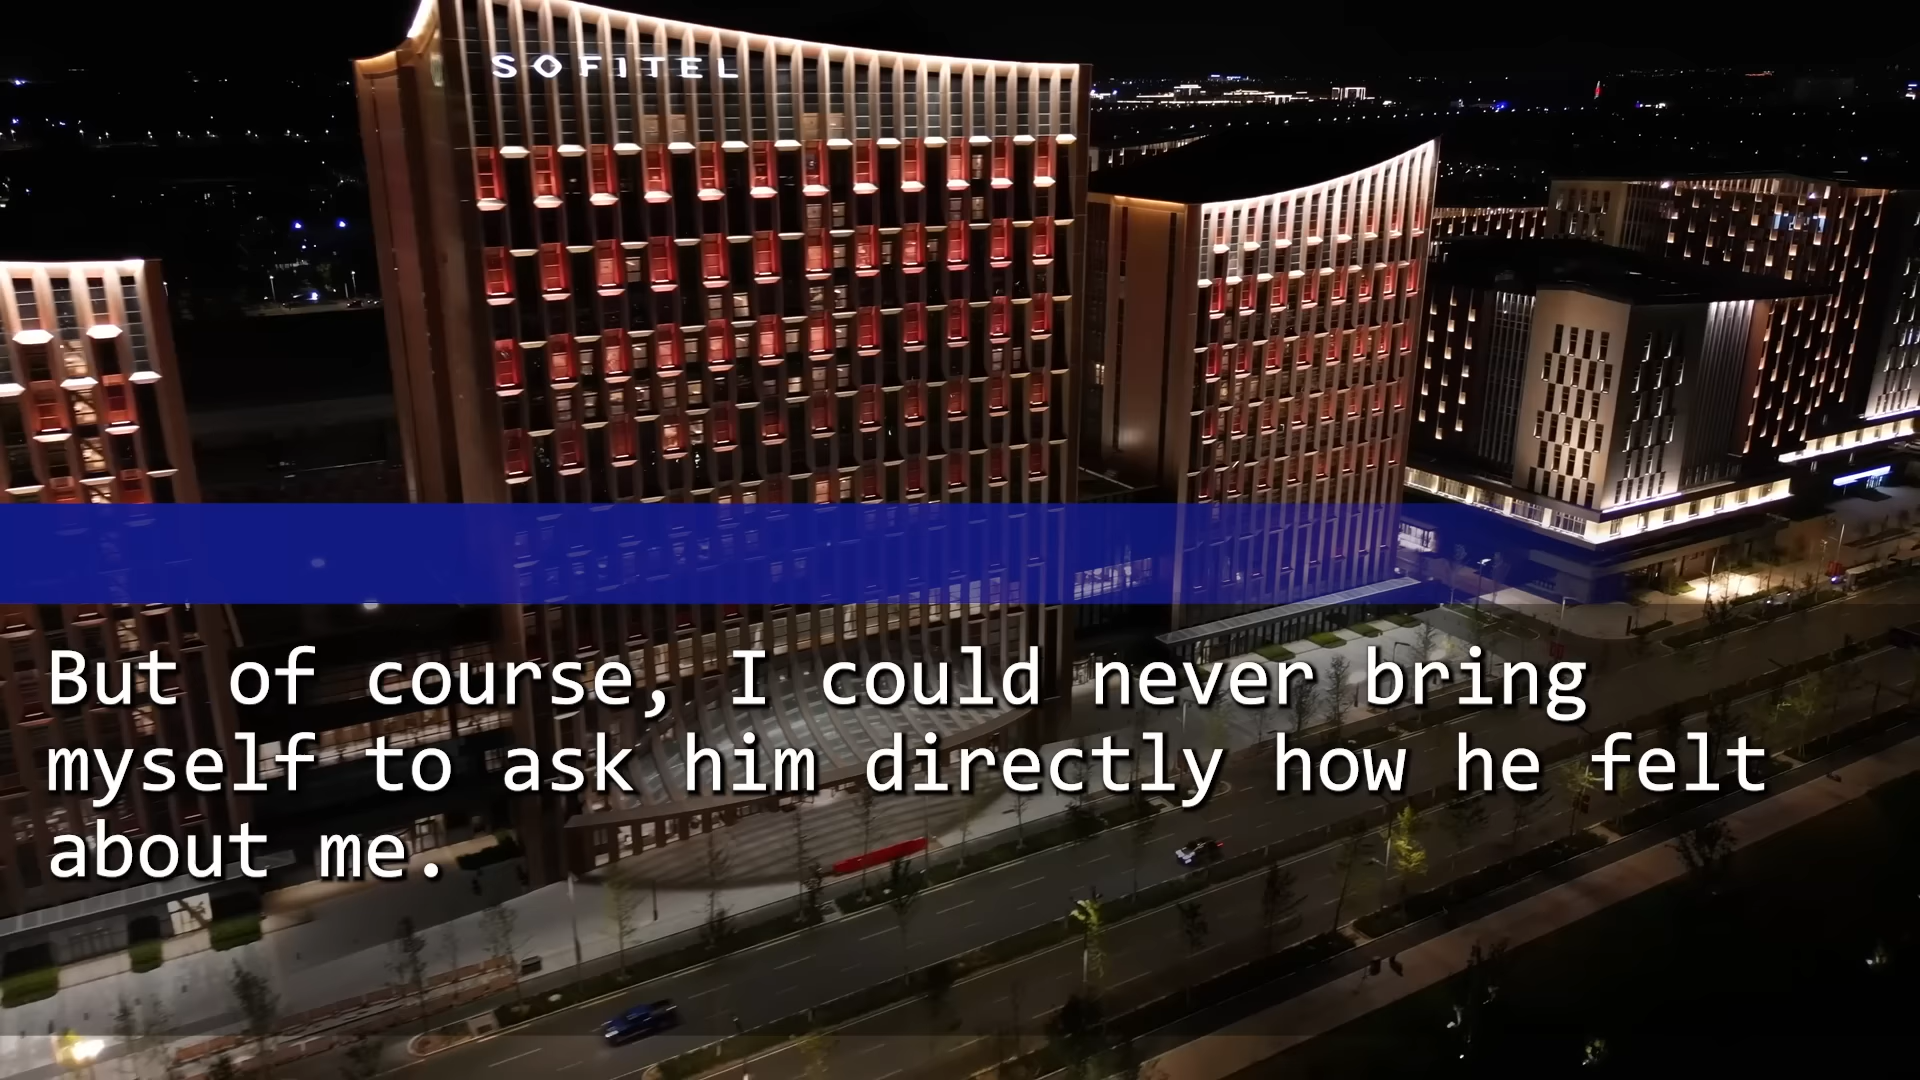 SOFITEL
But of course, I could never bring
myself to ask him directly how he felt
about me.